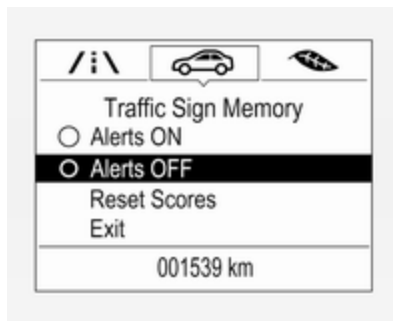 Traffic Sign Memory
Alerts ON
Alerts OFF
Reset Scores
Exit
001539 km